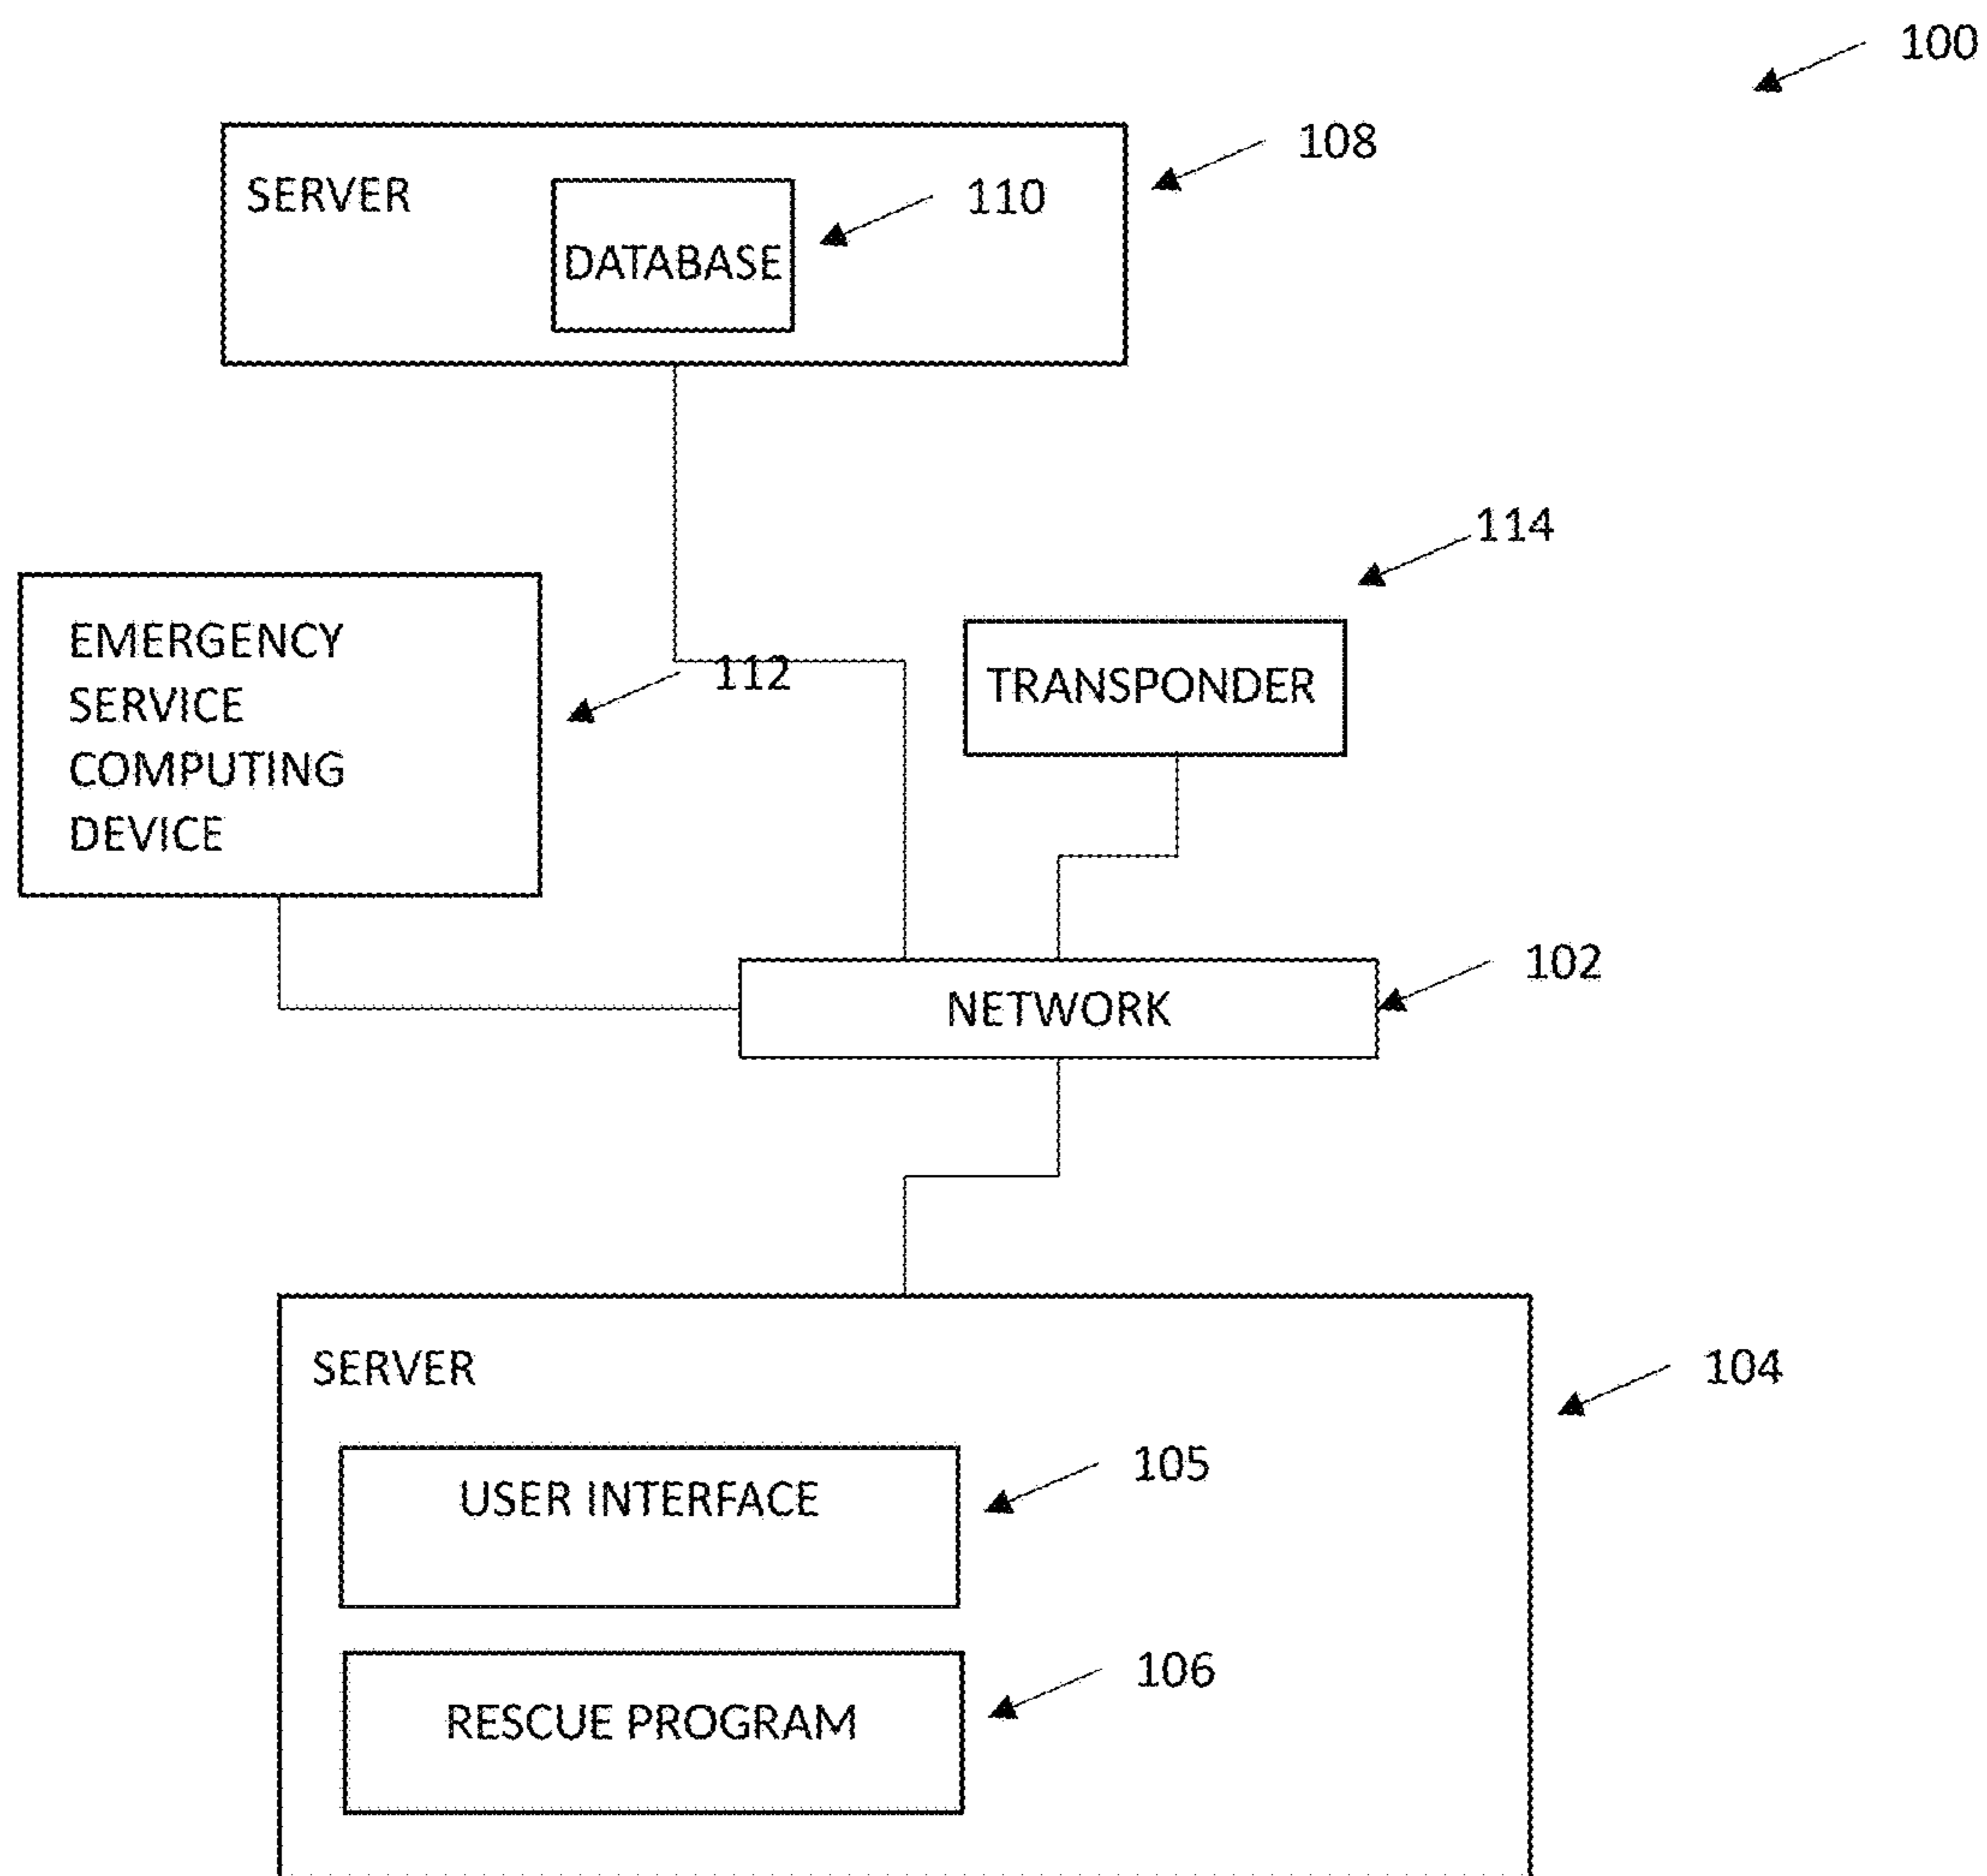 100
108
SERVER
110
DATABASE
114
EMERGENCY
SERVICE
COMPUTING
DEVICE
112
TRANSPONDER
102
NETWORK
SERVER
104
USER INTERFACE
105
RESCUE PROGRAM
106